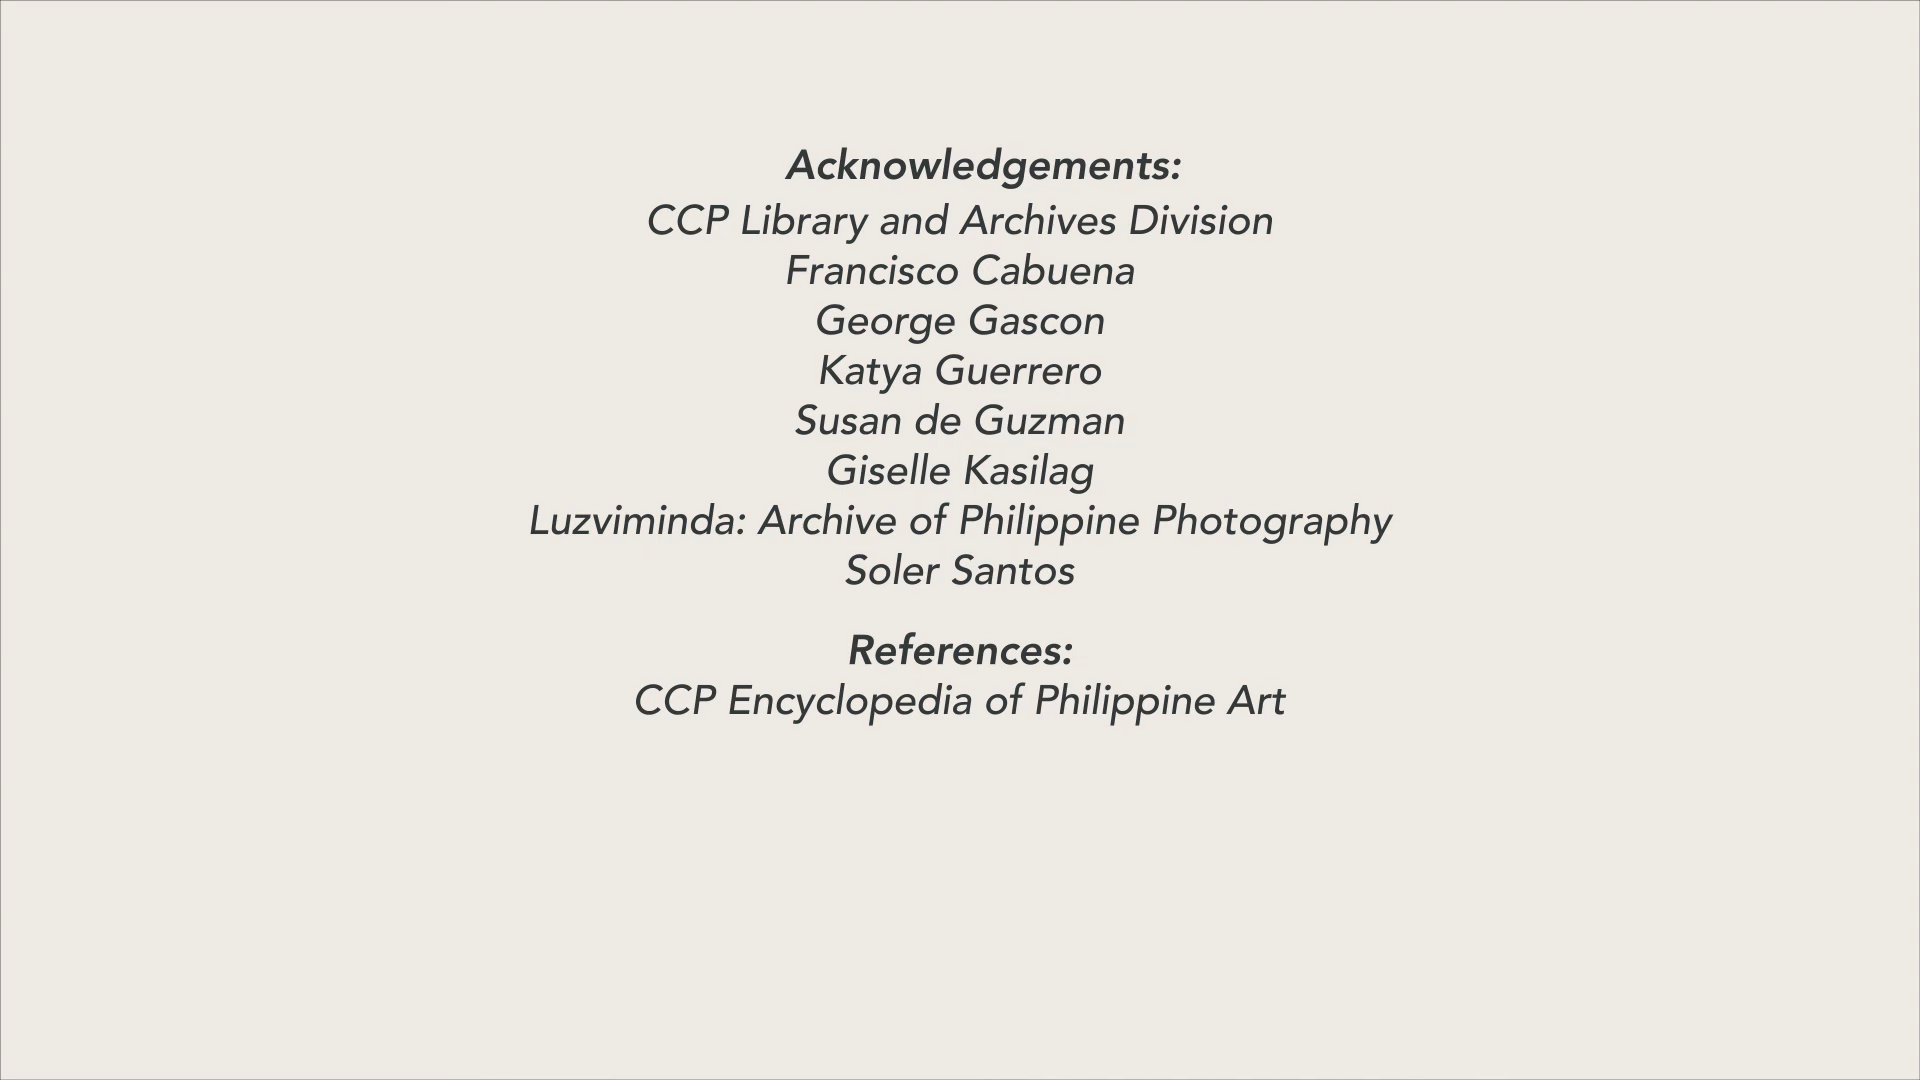 Acknowledgements:
CCP Library and Archives Division
Francisco Cabuena
George Gascon
Katya Guerrero
Susan de Guzman
Giselle Kasilag
Luzviminda: Archive of Philippine Photography
Soler Santos
References:
CCP Encyclopedia of Philippine Art